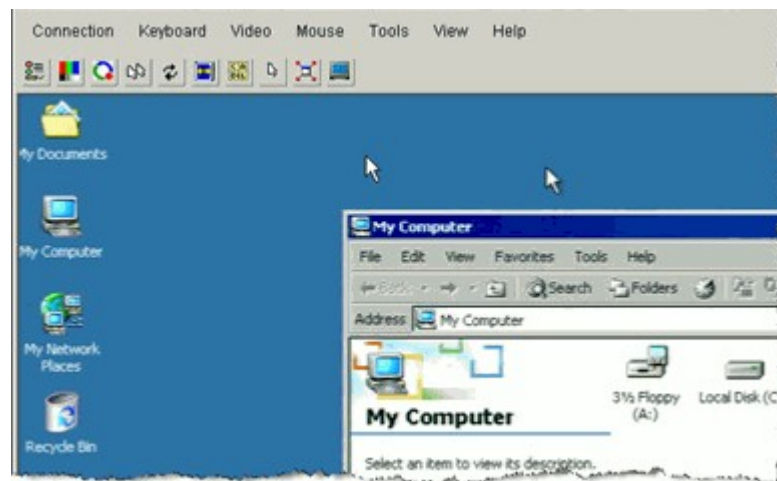 Connection Keyboard Video Mouse Tools View Help
My Documents
My Computer
My Network
Places
Recycle Bin
My Computer
File Edit View Favorites Tools Help
Back Search Folders
Address My Computer
My Computer
Select an item to view its description.
3½ Floppy
(A:)
Local Disk (C